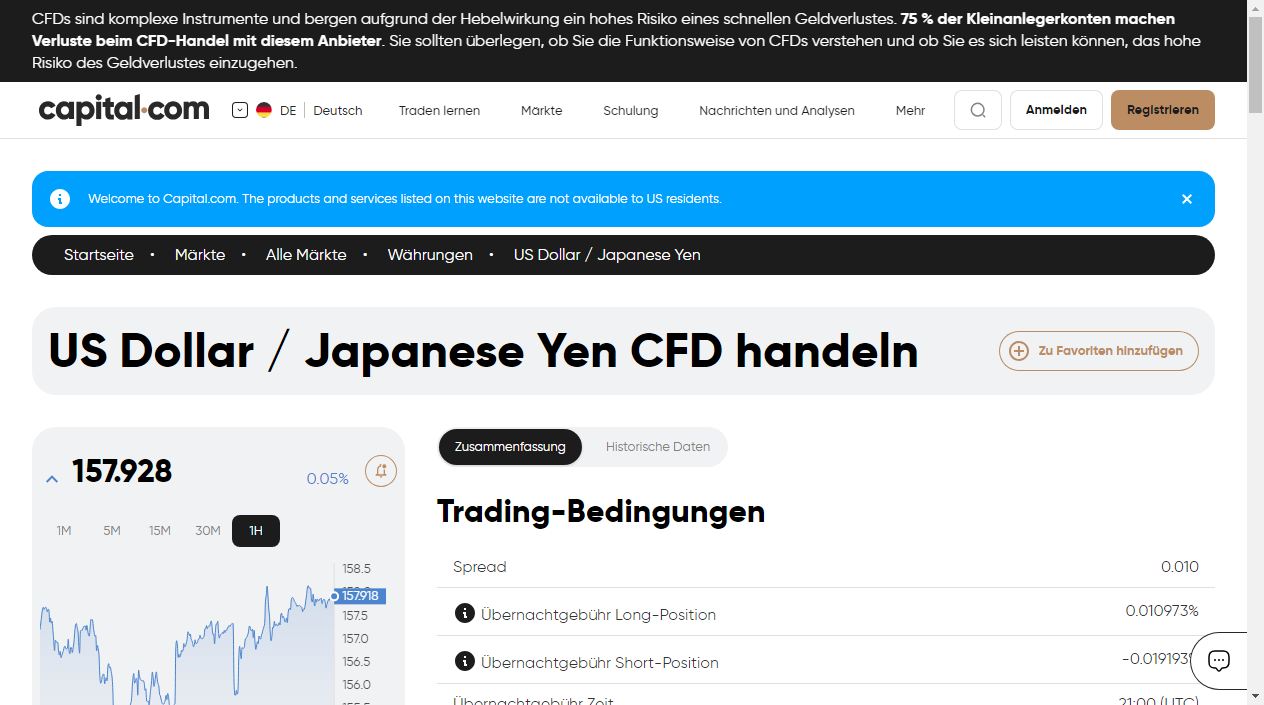 CFDs sind komplexe Instrumente und bergen aufgrund der Hebelwirkung ein hohes Risiko eines schnellen Geldverlustes. 75 % der Kleinanlegerkonten machen
Verluste beim CFD-Handel mit diesem Anbieter. Sie sollten überlegen, ob Sie die Funktionsweise von CFDs verstehen und ob Sie es sich leisten können, das hohe
Risiko des Geldverlustes einzugehen.
capital.com DE Deutsch Traden lernen Märkte Schulung Nachrichten und Analysen Mehr Anmelden Registrieren
Welcome to Capital.com. The products and services listed on this website are not available to US residents.
Startseite • Märkte • Alle Märkte • Währungen • US Dollar / Japanese Yen
US Dollar / Japanese Yen CFD handeln
Zu Favoriten hinzufügen
157.928
0.05%
1M 5M 15M 30M 1H
158.5
157.918
157.5
157.0
156.5
156.0
Zusammenfassung Historische Daten
Trading-Bedingungen
Spread 0.010
Übernachtgebühr Long-Position 0.010973%
Übernachtgebühr Short-Position -0.019193%
Übernachtgebühr Zeit 21:00 (UTC)